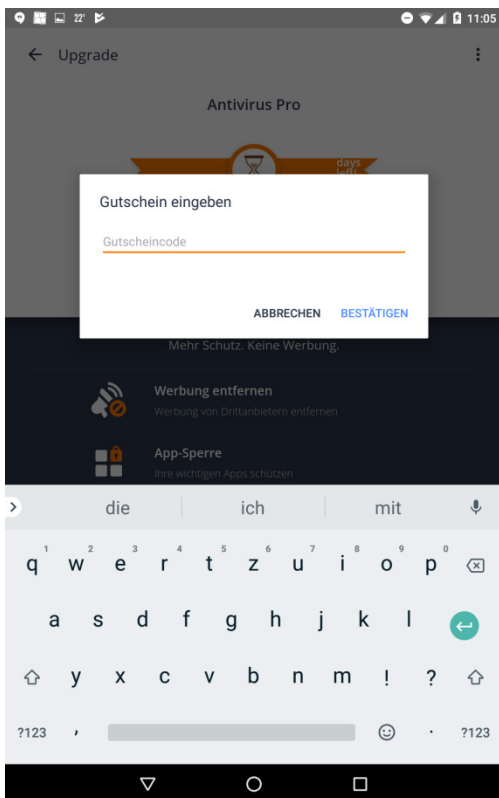 22° 11:05
Upgrade
Antivirus Pro
days
left!
Gutschein eingeben
Gutscheincode
ABBRECHEN BESTÄTIGEN
Mehr Schutz. Keine Werbung.
Werbung entfernen
Werbung von Drittanbietern entfernen
App-Sperre
Ihre wichtigen Apps schützen
die ich mit
q 1 w 2 e 3 r 4 t 5 z 6 u 7 i 8 o 9 p 0
a s d f g h j k l
y x c v b n m ! ?
?123 , . ?123